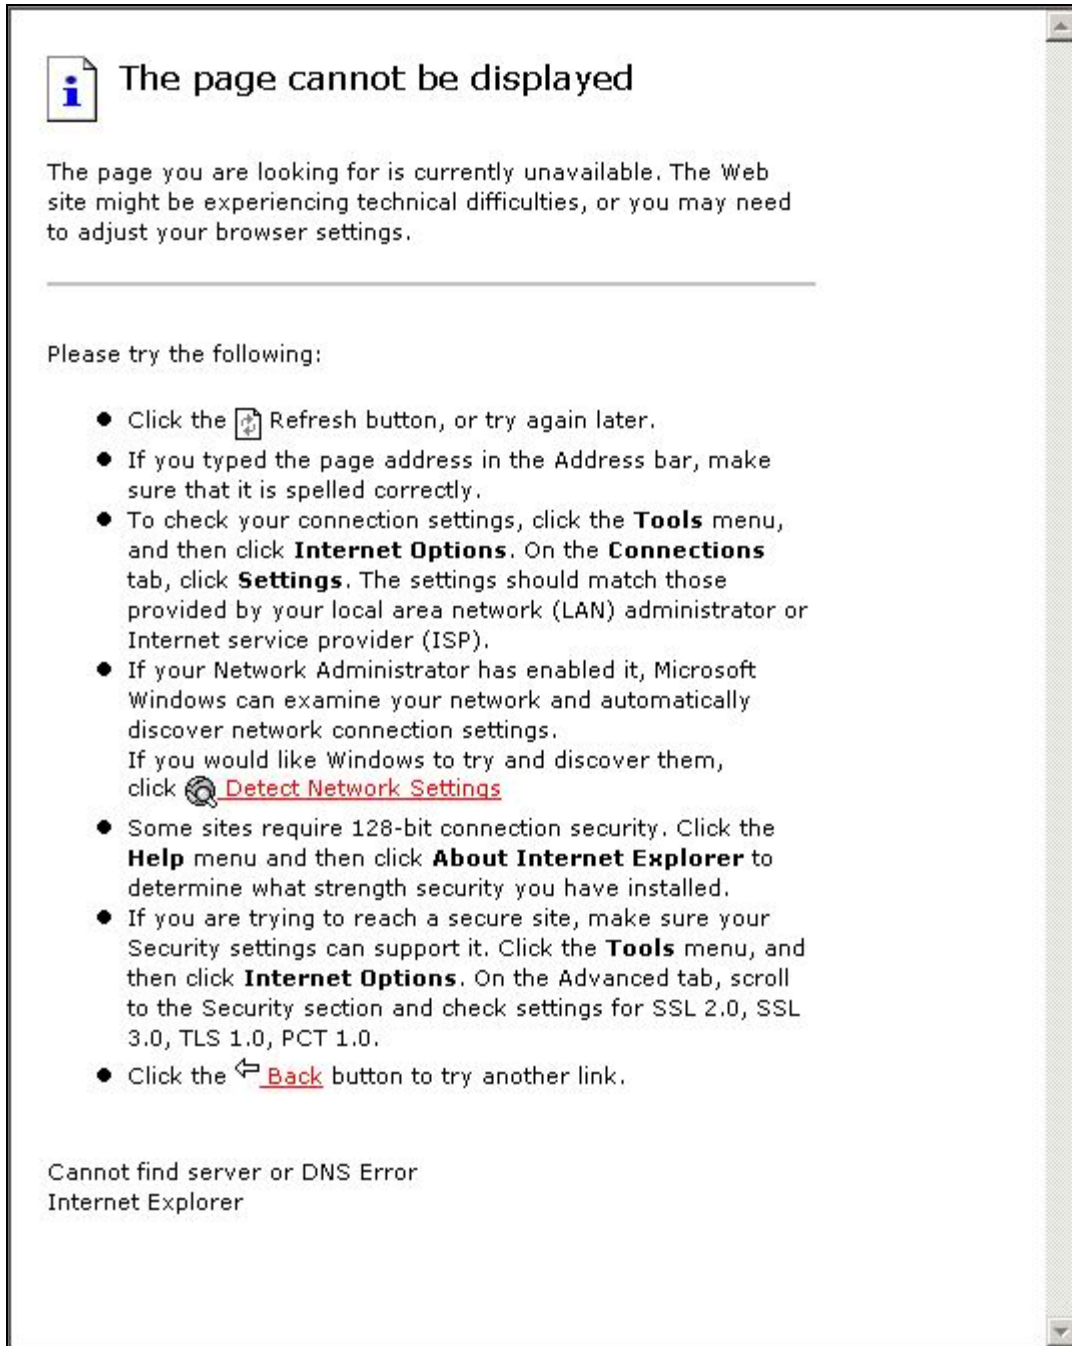 The page cannot be displayed
The page you are looking for is currently unavailable. The Web
site might be experiencing technical difficulties, or you may need
to adjust your browser settings.
Please try the following:
Click the Refresh button, or try again later.
If you typed the page address in the Address bar, make
sure that it is spelled correctly.
To check your connection settings, click the Tools menu,
and then click Internet Options. On the Connections
tab, click Settings. The settings should match those
provided by your local area network (LAN) administrator or
Internet service provider (ISP).
If your Network Administrator has enabled it, Microsoft
Windows can examine your network and automatically
discover network connection settings.
If you would like Windows to try and discover them,
click Detect Network Settings
Some sites require 128-bit connection security. Click the
Help menu and then click About Internet Explorer to
determine what strength security you have installed.
If you are trying to reach a secure site, make sure your
Security settings can support it. Click the Tools menu, and
then click Internet Options. On the Advanced tab, scroll
to the Security section and check settings for SSL 2.0, SSL
3.0, TLS 1.0, PCT 1.0.
Click the Back button to try another link.
Cannot find server or DNS Error
Internet Explorer